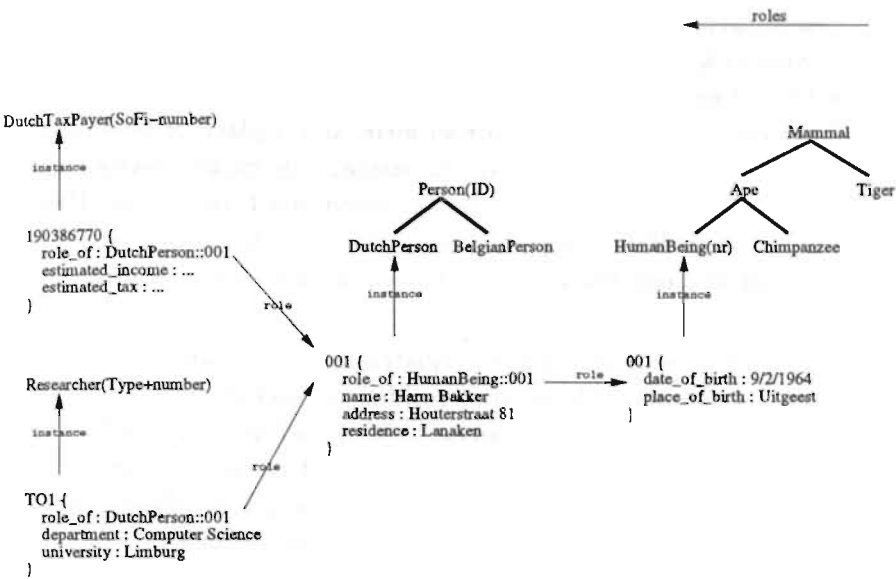 roles
DutchTaxPayer(SoFi-number)
instance
190386770 {
role_of : DutchPerson::001
estimated_income : ...
estimated_tax : ...
}
role
Researcher(Type+number)
instance
TO1 {
role_of : DutchPerson::001
department : Computer Science
university : Limburg
}
role
Person(ID)
DutchPerson BelgianPerson
instance
001 {
role_of : HumanBeing::001
name : Harm Bakker
address : Houterstraat 81
residence : Lanaken
}
role
Mammal
Ape Tiger
HumanBeing(nr) Chimpanzee
instance
001 {
date_of_birth : 9/2/1964
place_of_birth : Uitgeest
}